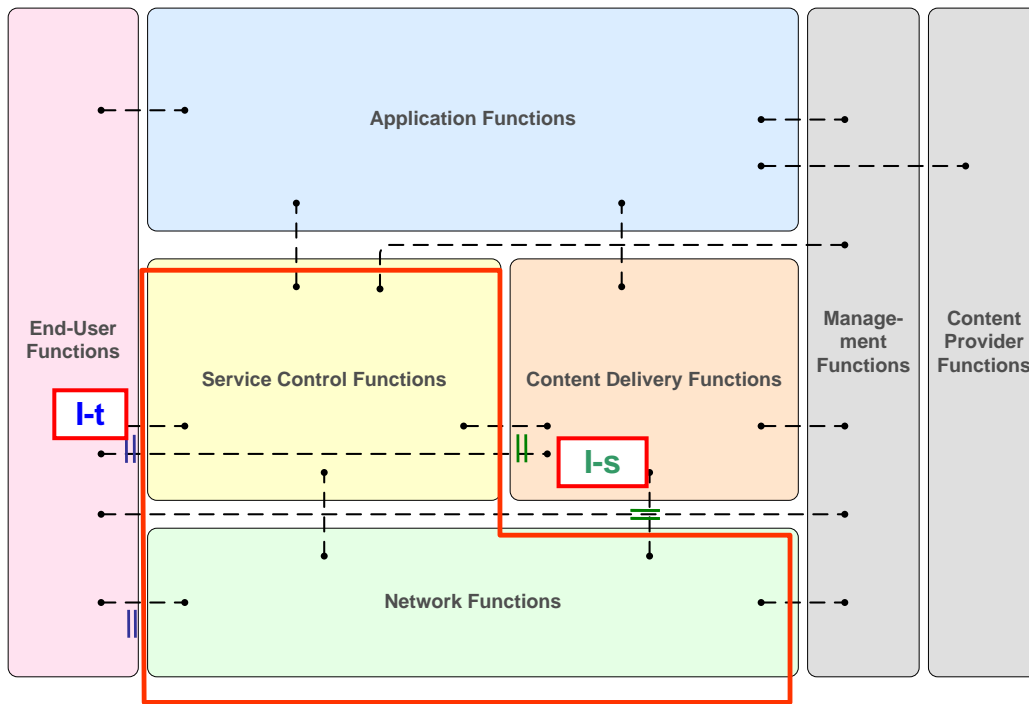 Application Functions
End-User
Functions
Manage-
ment
Functions
Content
Provider
Functions
Service Control Functions
Content Delivery Functions
I-t
I-s
Network Functions